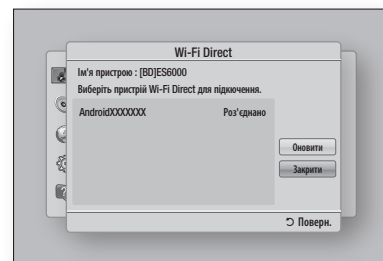 Wi-Fi Direct
Ім'я пристрою : [BD]ES6000
Виберіть пристрій Wi-Fi Direct для підключення.
AndroidXXXXXXX Роз'єднано
Оновити
Закрити
Поверн.